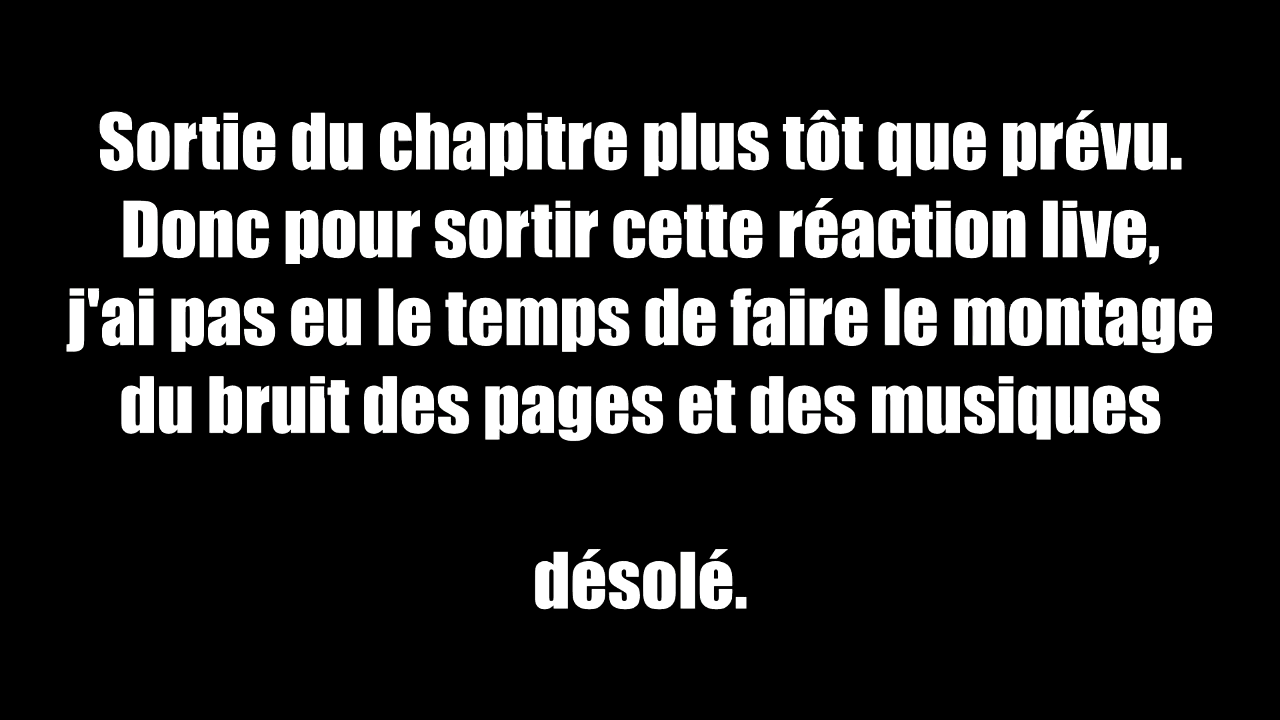 Sortie du chapitre plus tôt que prévu.
Donc pour sortir cette réaction live,
j'ai pas eu le temps de faire le montage
du bruit des pages et des musiques
désolé.